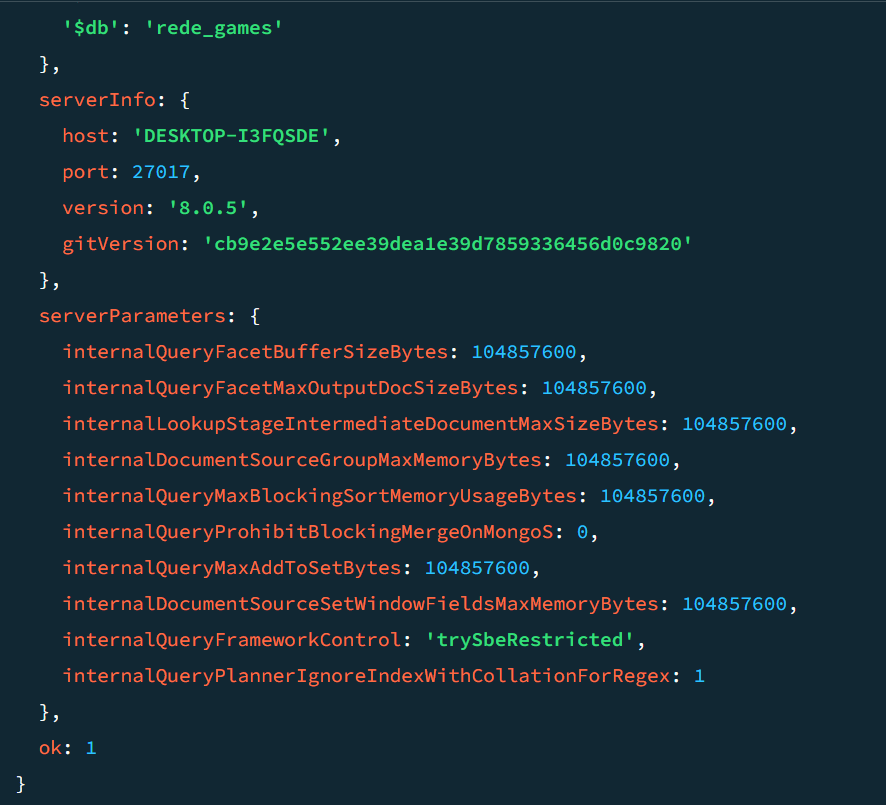 '$db': 'rede_games'
},
serverInfo: {
host: 'DESKTOP-I3FQSDE',
port: 27017,
version: '8.0.5',
gitVersion: 'cb9e2e5e552ee39dea1e39d7859336456d0c9820'
},
serverParameters: {
internalQueryFacetBufferSizeBytes: 104857600,
internalQueryFacetMaxOutputDocSizeBytes: 104857600,
internalLookupStageIntermediateDocumentMaxSizeBytes: 104857600,
internalDocumentSourceGroupMaxMemoryBytes: 104857600,
internalQueryMaxBlockingSortMemoryUsageBytes: 104857600,
internalQueryProhibitBlockingMergeOnMongoS: 0,
internalQueryMaxAddToSetBytes: 104857600,
internalDocumentSourceSetWindowFieldsMaxMemoryBytes: 104857600,
internalQueryFrameworkControl: 'trySbeRestricted',
internalQueryPlannerIgnoreIndexWithCollationForRegex: 1
},
ok: 1
}